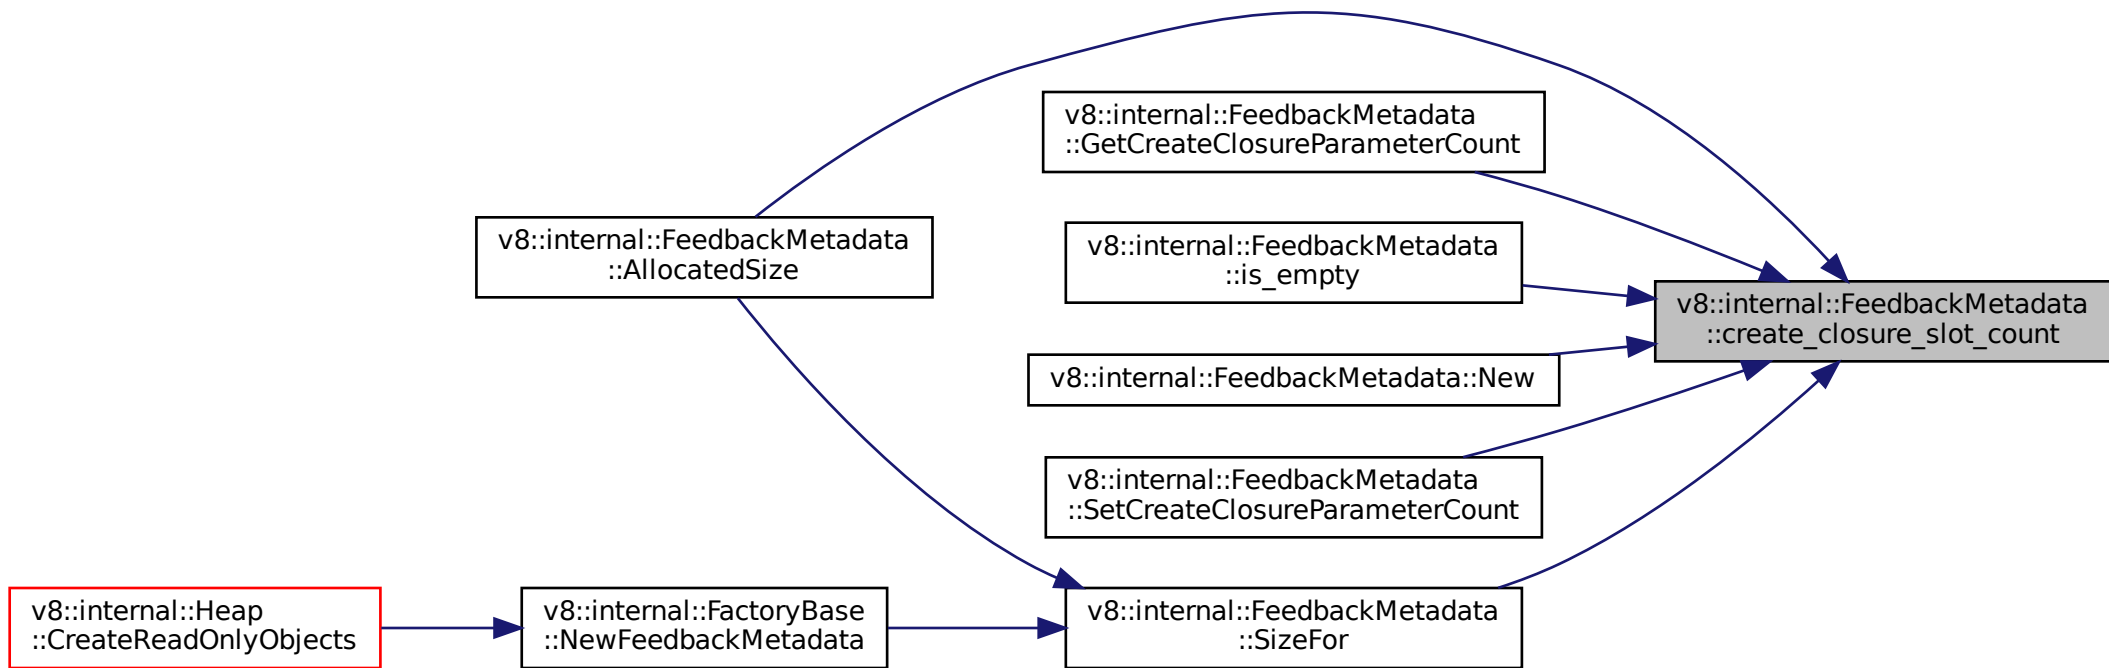 v8::internal::FeedbackMetadata
::GetCreateClosureParameterCount
v8::internal::FeedbackMetadata
::AllocatedSize
v8::internal::FeedbackMetadata
::is_empty
v8::internal::FeedbackMetadata
::create_closure_slot_count
v8::internal::FeedbackMetadata::New
v8::internal::FeedbackMetadata
::SetCreateClosureParameterCount
v8::internal::Heap
::CreateReadOnlyObjects
v8::internal::FactoryBase
::NewFeedbackMetadata
v8::internal::FeedbackMetadata
::SizeFor